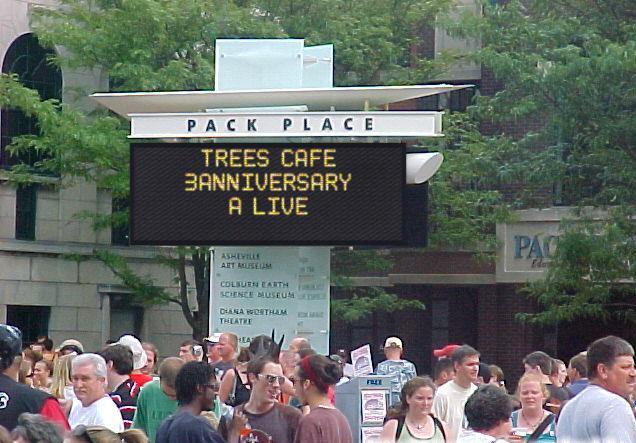 PACK PLACE
TREES CAFE
3ANNIVERSARY
A LIVE
ASHEVILLE
ART MUSEUM
COLBURN EARTH
SCIENCE MUSEUM
DIANA WORTHAM
THEATRE
FREE